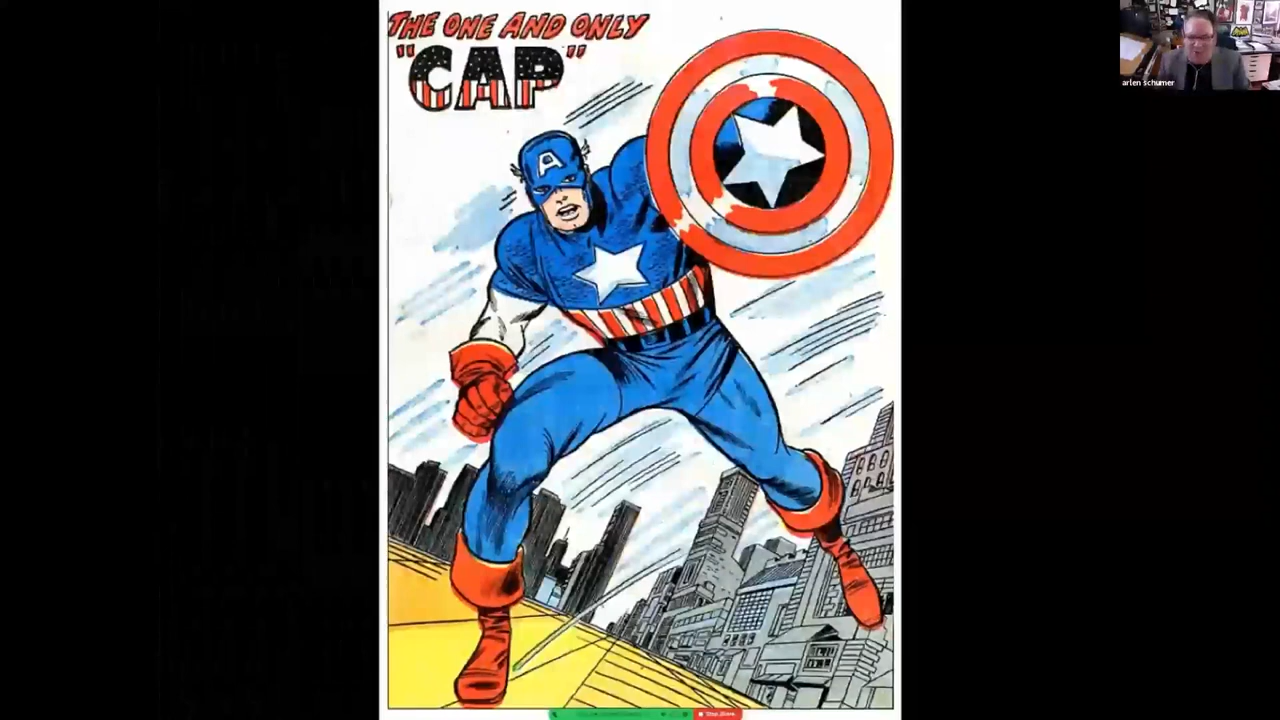 THE ONE AND ONLY
"CAP"
A
arlen schumer
Stop Share